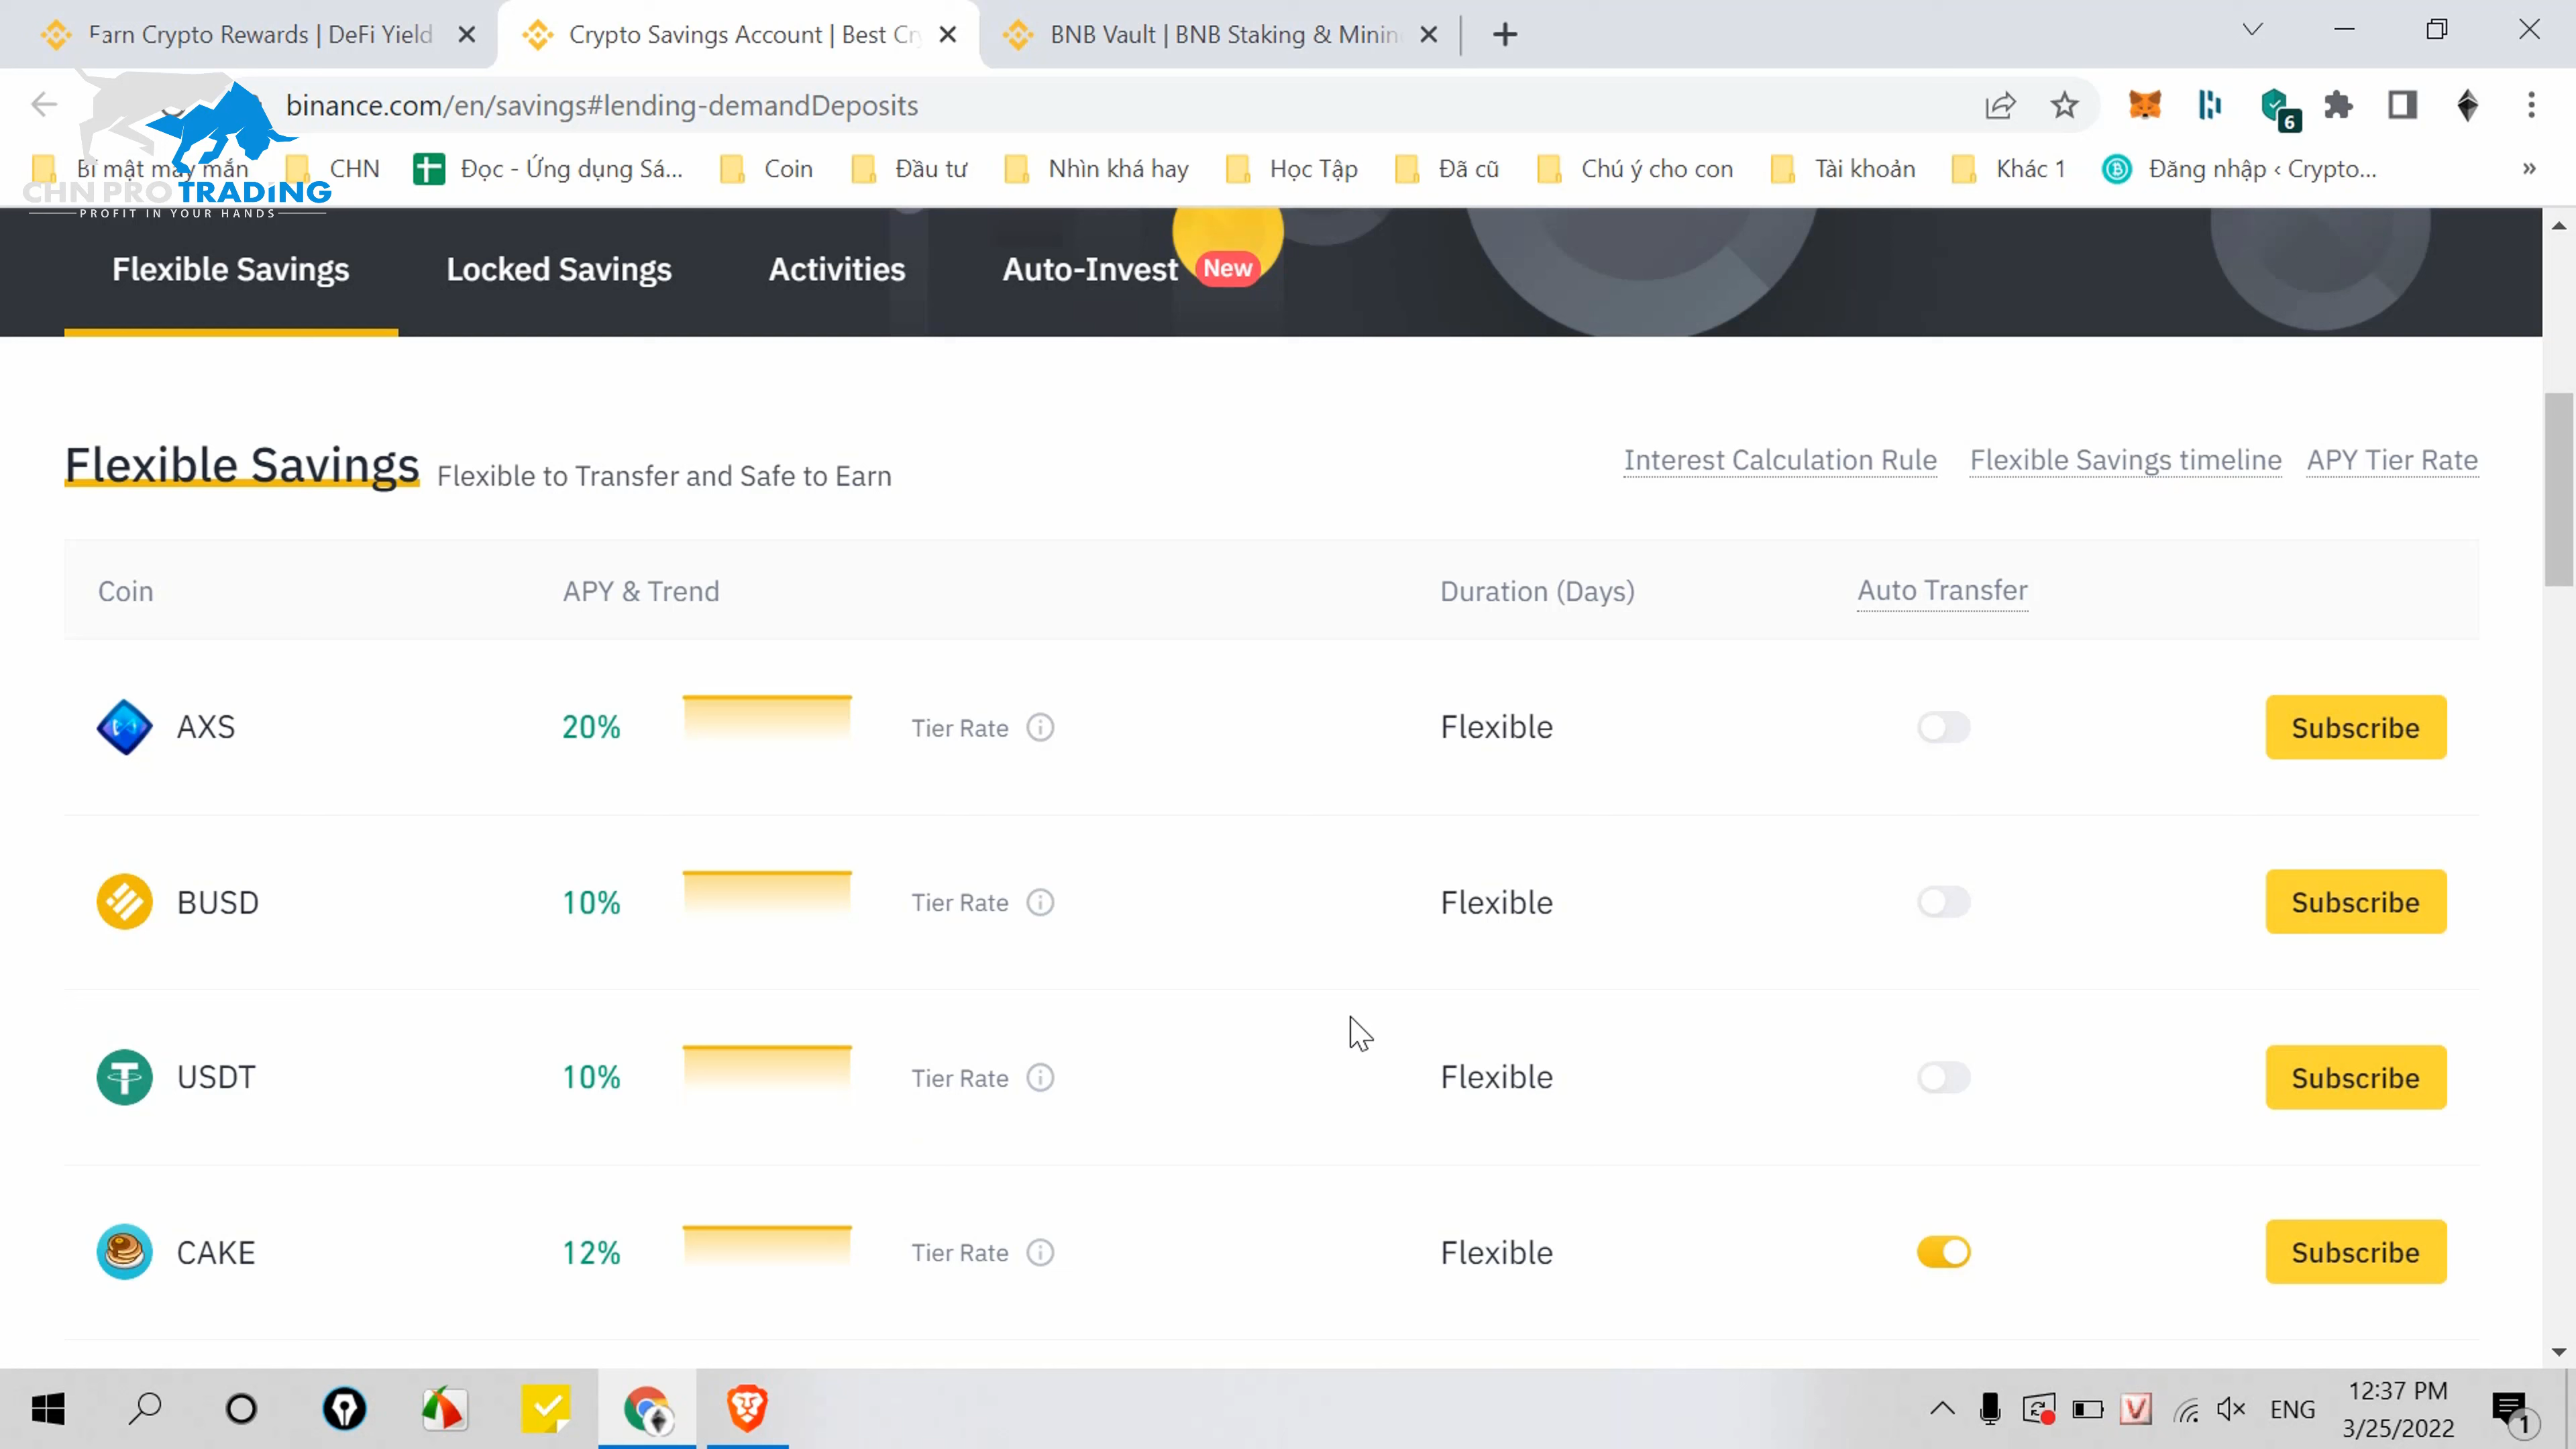 Earn Crypto Rewards | DeFi Yield
Crypto Savings Account | Best Cr
BNB Vault | BNB Staking & Minin
binance.com/en/savings#lending-demandDeposits
6
Bí mật may mắn
CHN
Đọc - Ứng dụng Sá...
Coin
Đầu tư
Nhìn khá hay
Học Tập
Đã cũ
Chú ý cho con
Tài khoản
Khác 1
Đăng nhập ‹ Crypto...
»
CHN PRO TRADING
PROFIT IN YOUR HANDS
Flexible Savings
Locked Savings
Activities
Auto-Invest
New
Flexible Savings
Flexible to Transfer and Safe to Earn
Interest Calculation Rule
Flexible Savings timeline
APY Tier Rate
Coin
APY & Trend
Duration (Days)
Auto Transfer
AXS
20%
Tier Rate
Flexible
Subscribe
BUSD
10%
Tier Rate
Flexible
Subscribe
USDT
10%
Tier Rate
Flexible
Subscribe
CAKE
12%
Tier Rate
Flexible
Subscribe
ENG
12:37 PM
3/25/2022
1